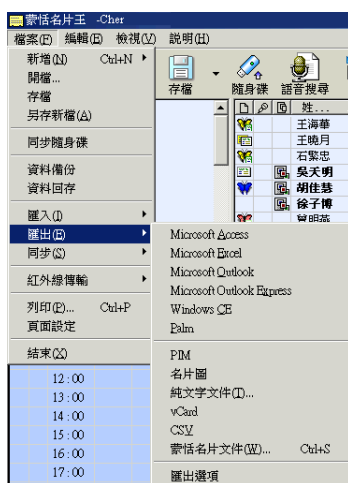 蒙恬名片王 -Cher
檔案(F) 編輯(E) 檢視(V) 說明(H)
新增(N) Ctrl+N
開檔...
存檔
另存新檔(A)
同步隨身碟
資料備份
資料回存
匯入(I)
匯出(E)
同步(S)
紅外線傳輸
列印(P)... Ctrl+P
頁面設定
結束(X)
12:00
13:00
14:00
15:00
16:00
17:00
存檔 隨身碟 語音搜尋
姓...
王海華
王曉月
石繁忠
吳天明
胡佳慧
徐子博
Microsoft Access
Microsoft Excel
Microsoft Outlook
Microsoft Outlook Express
Windows CE
Palm
PIM
名片圖
純文字文件(T)...
vCard
CSV
蒙恬名片文件(W)... Ctrl+S
匯出選項